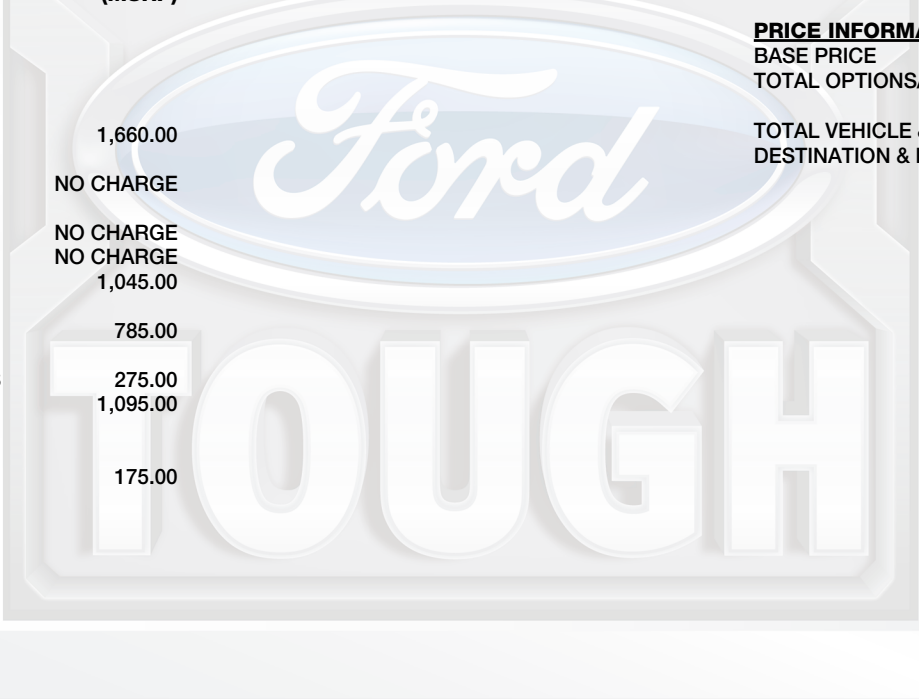 (MSRP)
1,660.00
NO CHARGE
NO CHARGE
NO CHARGE
1,045.00
785.00
275.00
1,095.00
175.00
PRICE INFORMA
BASE PRICE
TOTAL OPTIONS/
TOTAL VEHICLE &
DESTINATION &
Ford
TOUGH